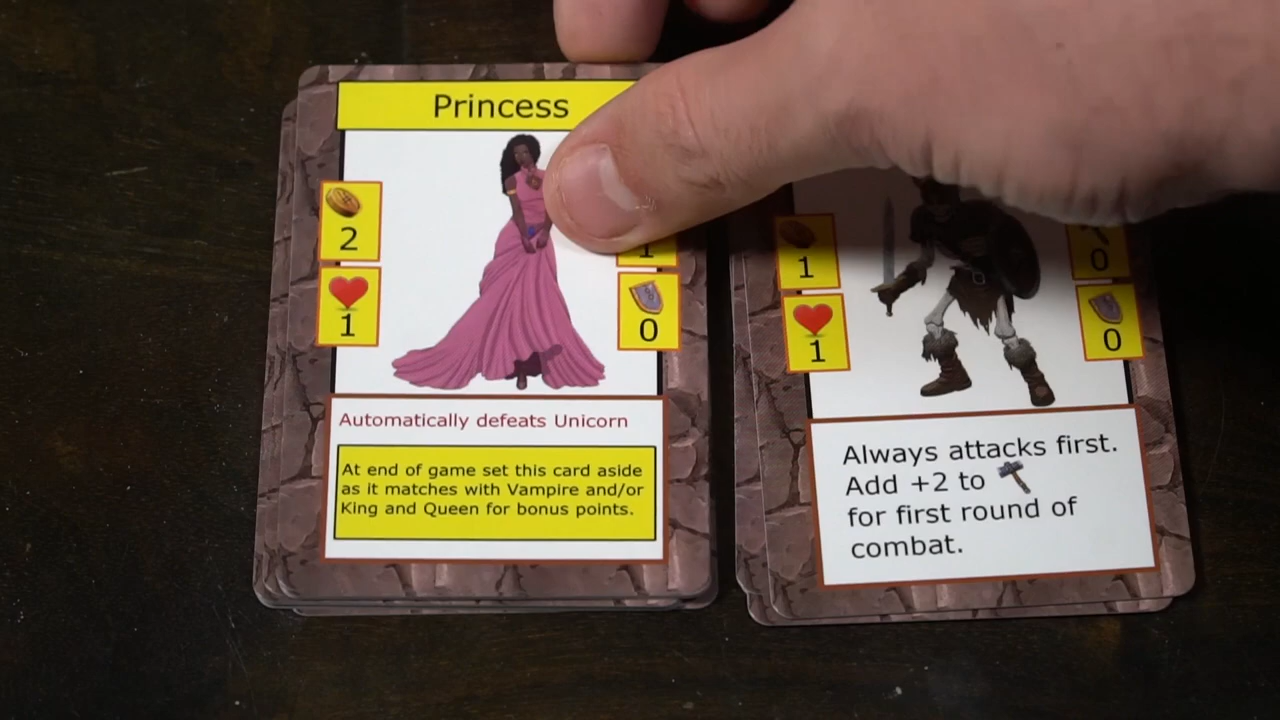 Princess
2
1
1
0
Automatically defeats Unicorn
At end of game set this card aside
as it matches with Vampire and/or
King and Queen for bonus points.
1
1
0
0
Always attacks first.
Add +2 to
for first round of
combat.